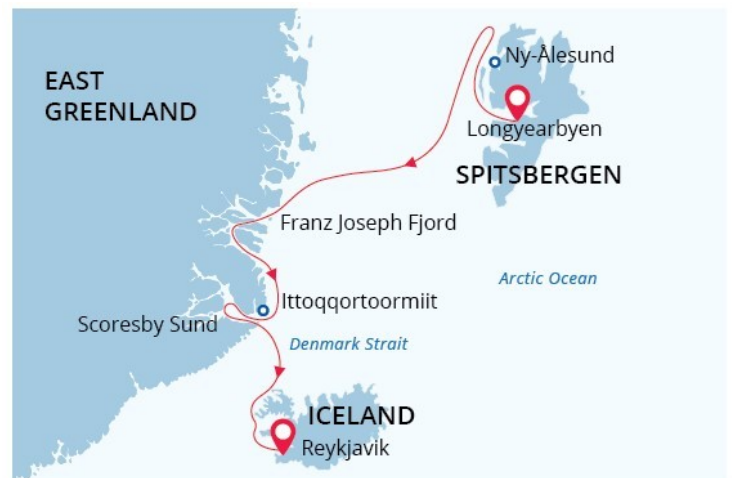 EAST
GREENLAND
Ny-Ålesund
Longyearbyen
SPITSBERGEN
Franz Joseph Fjord
Arctic Ocean
Ittoqqortoormiit
Scoresby Sund
Denmark Strait
ICELAND
Reykjavik